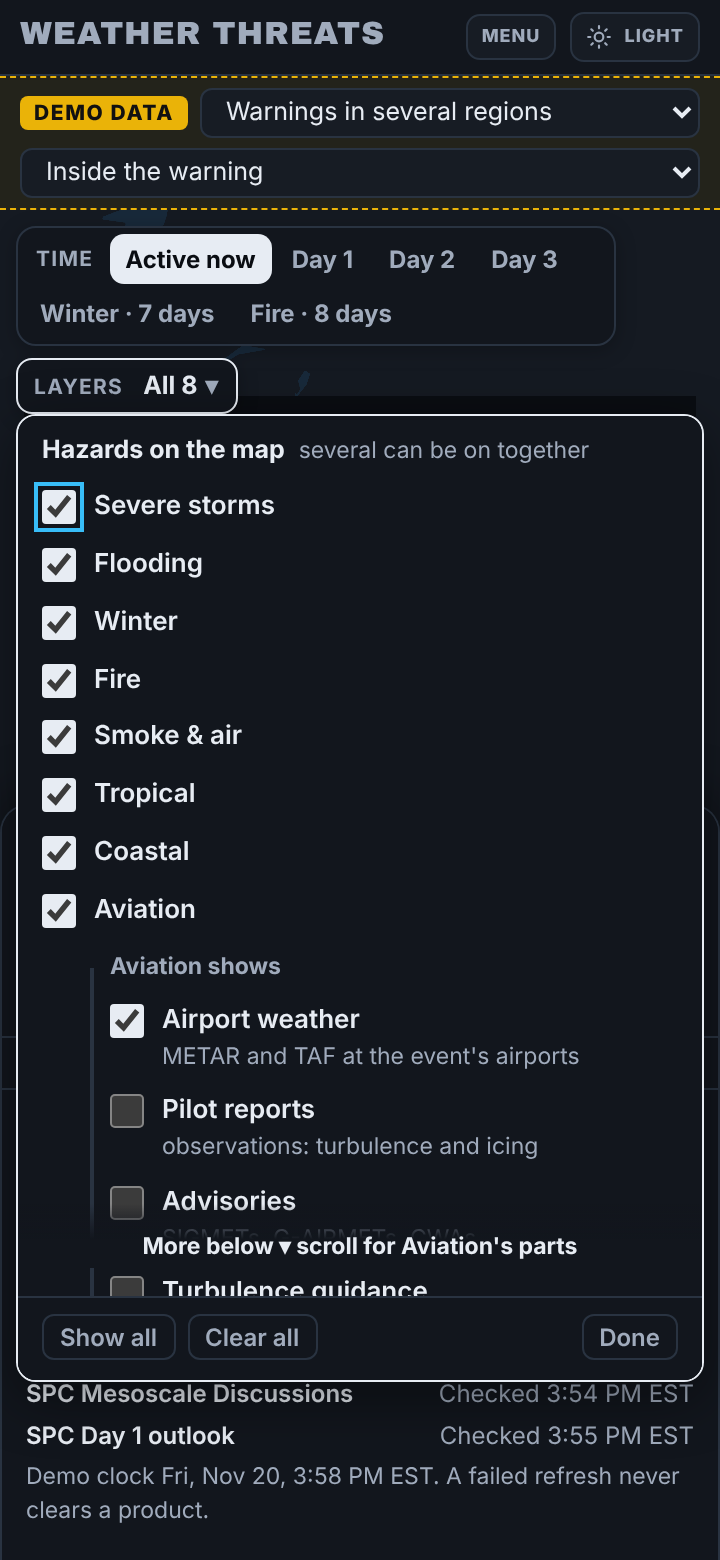 WEATHER THREATS
MENU
LIGHT
DEMO DATA
Warnings in several regions
Inside the warning
TIME Active now Day 1 Day 2 Day 3
Winter · 7 days Fire · 8 days
LAYERS All 8 ▾
Hazards on the map several can be on together
Severe storms
Flooding
Winter
Fire
Smoke & air
Tropical
Coastal
Aviation
Aviation shows
Airport weather
METAR and TAF at the event's airports
Pilot reports
observations: turbulence and icing
Advisories
SIGMETs, G-AIRMETs, CWAs
More below ▾ scroll for Aviation's parts
Turbulence guidance
Show all Clear all Done
SPC Mesoscale Discussions Checked 3:54 PM EST
SPC Day 1 outlook Checked 3:55 PM EST
Demo clock Fri, Nov 20, 3:58 PM EST. A failed refresh never
clears a product.